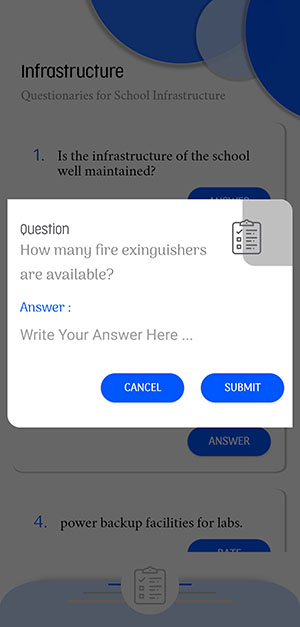 Infrastructure
Questionaries for School Infrastructure
1. Is the infrastructure of the school
well maintained?
ANSWER
Question
How many fire exinguishers
are available?
Answer :
Write Your Answer Here ...
CANCEL SUBMIT
ANSWER
4. power backup facilities for labs.
RATE